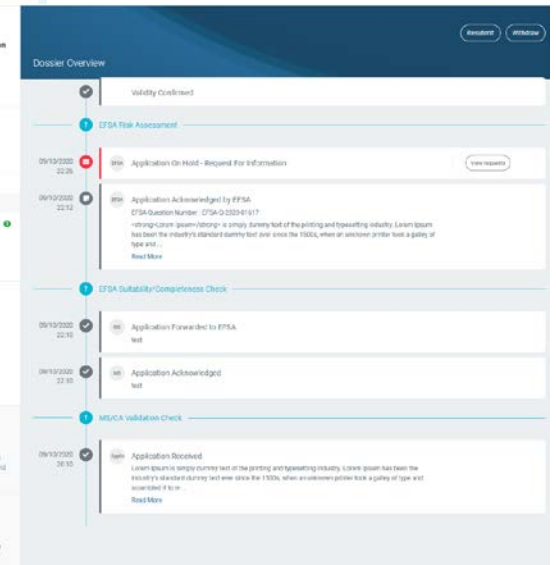 Resubmit
Withdraw
Dossier Overview
Validity Confirmed
EFSA Risk Assessment
09/10/2020
22:25
EFSA
Application On Hold - Request For Information
View requests
09/10/2020
22:12
EFSA
Application Acknowledged by EFSA
EFSA Question Number : EFSA-Q-2020-01617
<strong>Lorem Ipsum</strong> is simply dummy text of the printing and typesetting industry. Lorem Ipsum
has been the industry's standard dummy text ever since the 1500s, when an unknown printer took a galley of
type and ...
Read More
EFSA Suitability/Completeness Check
09/10/2020
22:10
MS
Application Forwarded to EFSA
test
09/10/2020
22:10
MS
Application Acknowledged
test
MS/CA Validation Check
09/10/2020
Application Received
Lorem Ipsum is simply dummy text of the printing and typesetting industry. Lorem Ipsum has been the
industry's standard dummy text ever since the 1500s, when an unknown printer took a galley of type and
scrambled it to
Read More